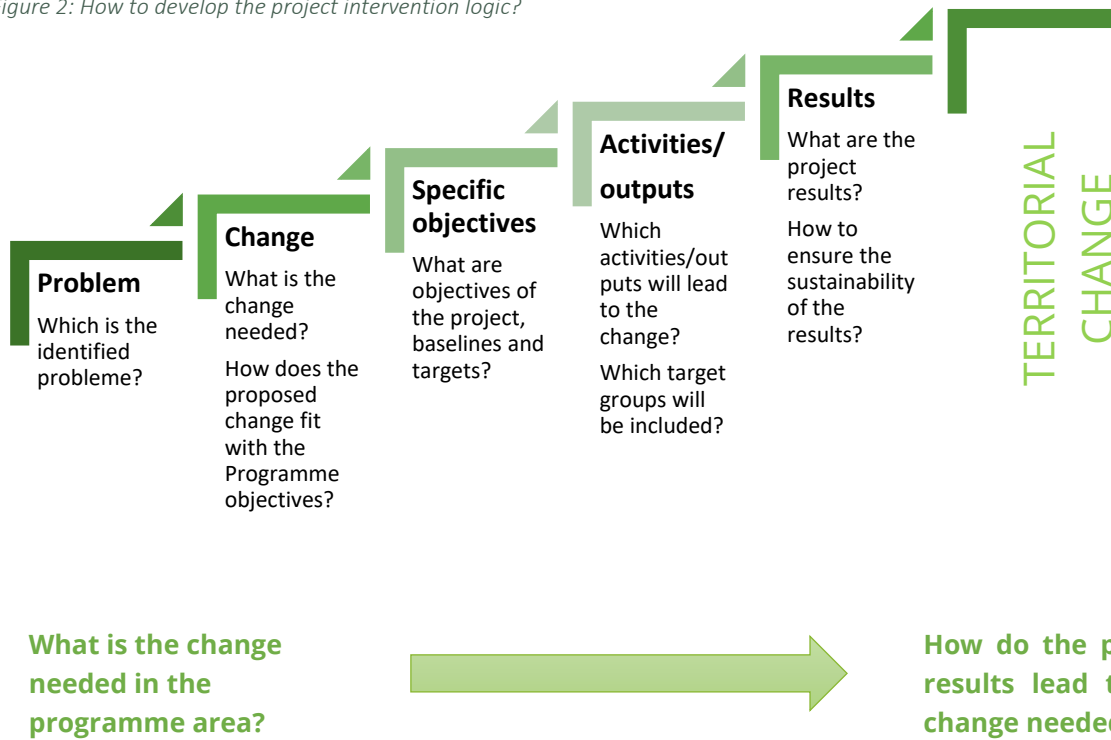 igure 2: How to develop the project intervention logic?
Problem
Which is the
identified
probleme?
Change
What is the
change
needed?
How does the
proposed
change fit
with the
Programme
objectives?
Specific
objectives
What are
objectives of
the project,
baselines and
targets?
Activities/
outputs
Which
activities/out
puts will lead
to the
change?
Which target
groups will
be included?
Results
What are the
project
results?
How to
ensure the
sustainability
of the
results?
TERRITORIAL
CHANGE
What is the change
needed in the
programme area?
How do the p
results lead t
change neede